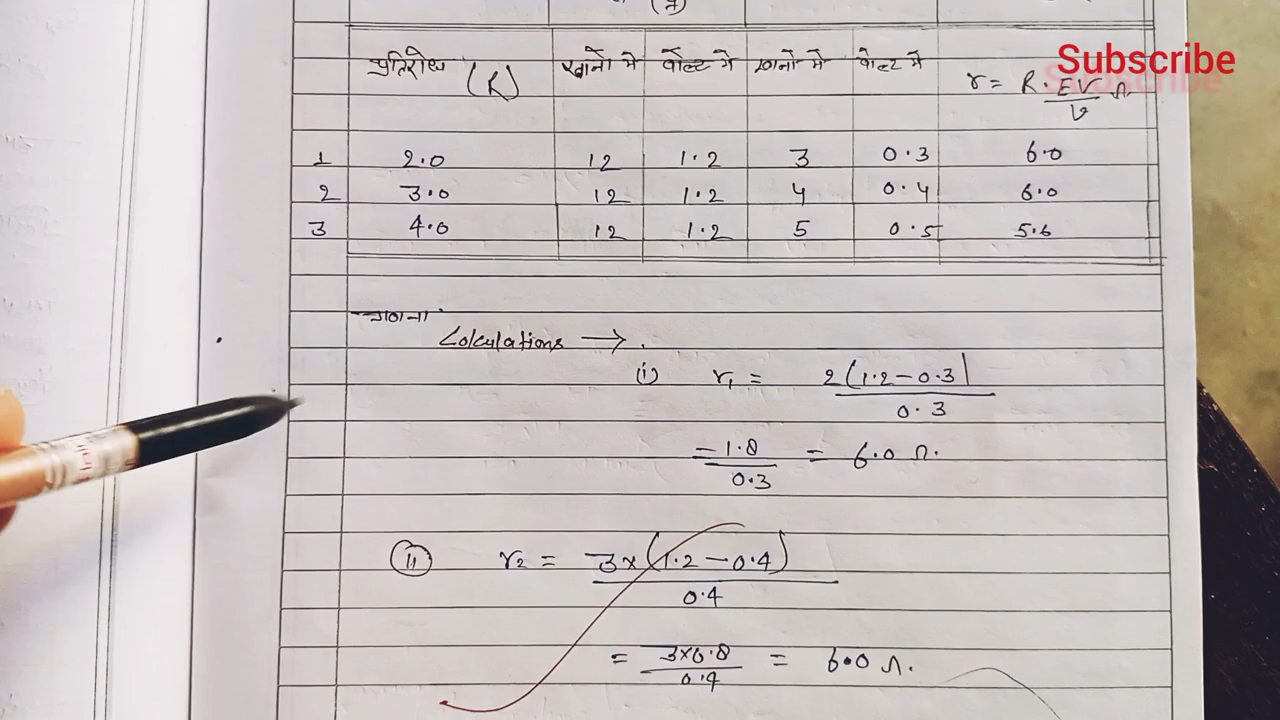 Subscribe
प्रतिरोध (R) खानों में वोल्ट में खानों में वोल्ट में r = R. EV/V Ω
1 2.0 12 1.2 3 0.3 6.0
2 3.0 12 1.2 4 0.4 6.0
3 4.0 12 1.2 5 0.5 5.6
गणना
Calculations →.
(i) r₁ = 2(1.2-0.3)
0.3
= 1.8/0.3 = 6.0 Ω.
(ii) r₂ = 3×(1.2-0.4)
0.4
= 3×0.8/0.4 = 6.0 Ω.